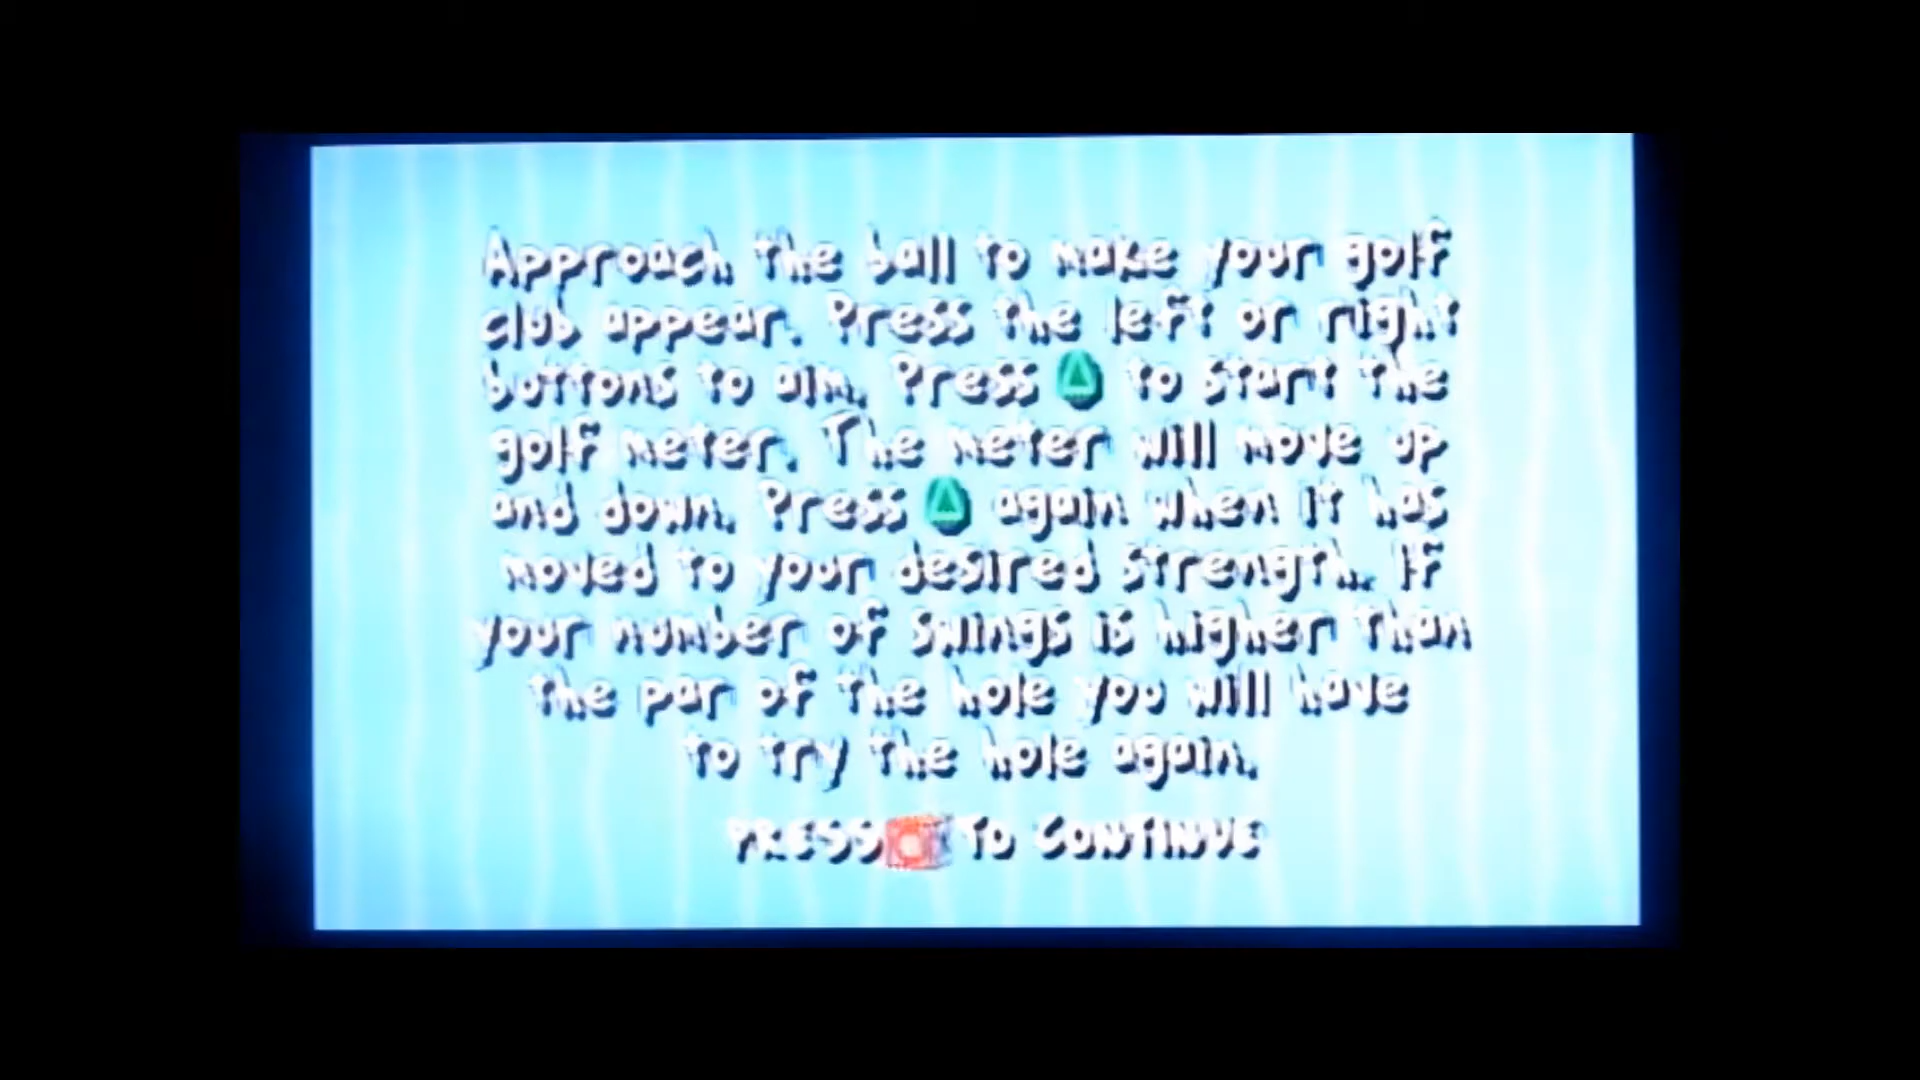 Approach the ball to make your golf
club appear. Press the left or right
buttons to aim. Press △ to start the
golf meter. The meter will move up
and down. Press △ again when it has
moved to your desired strength. If
your number of swings is higher than
the par of the hole you will have
to try the hole again.
PRESS TO CONTINUE